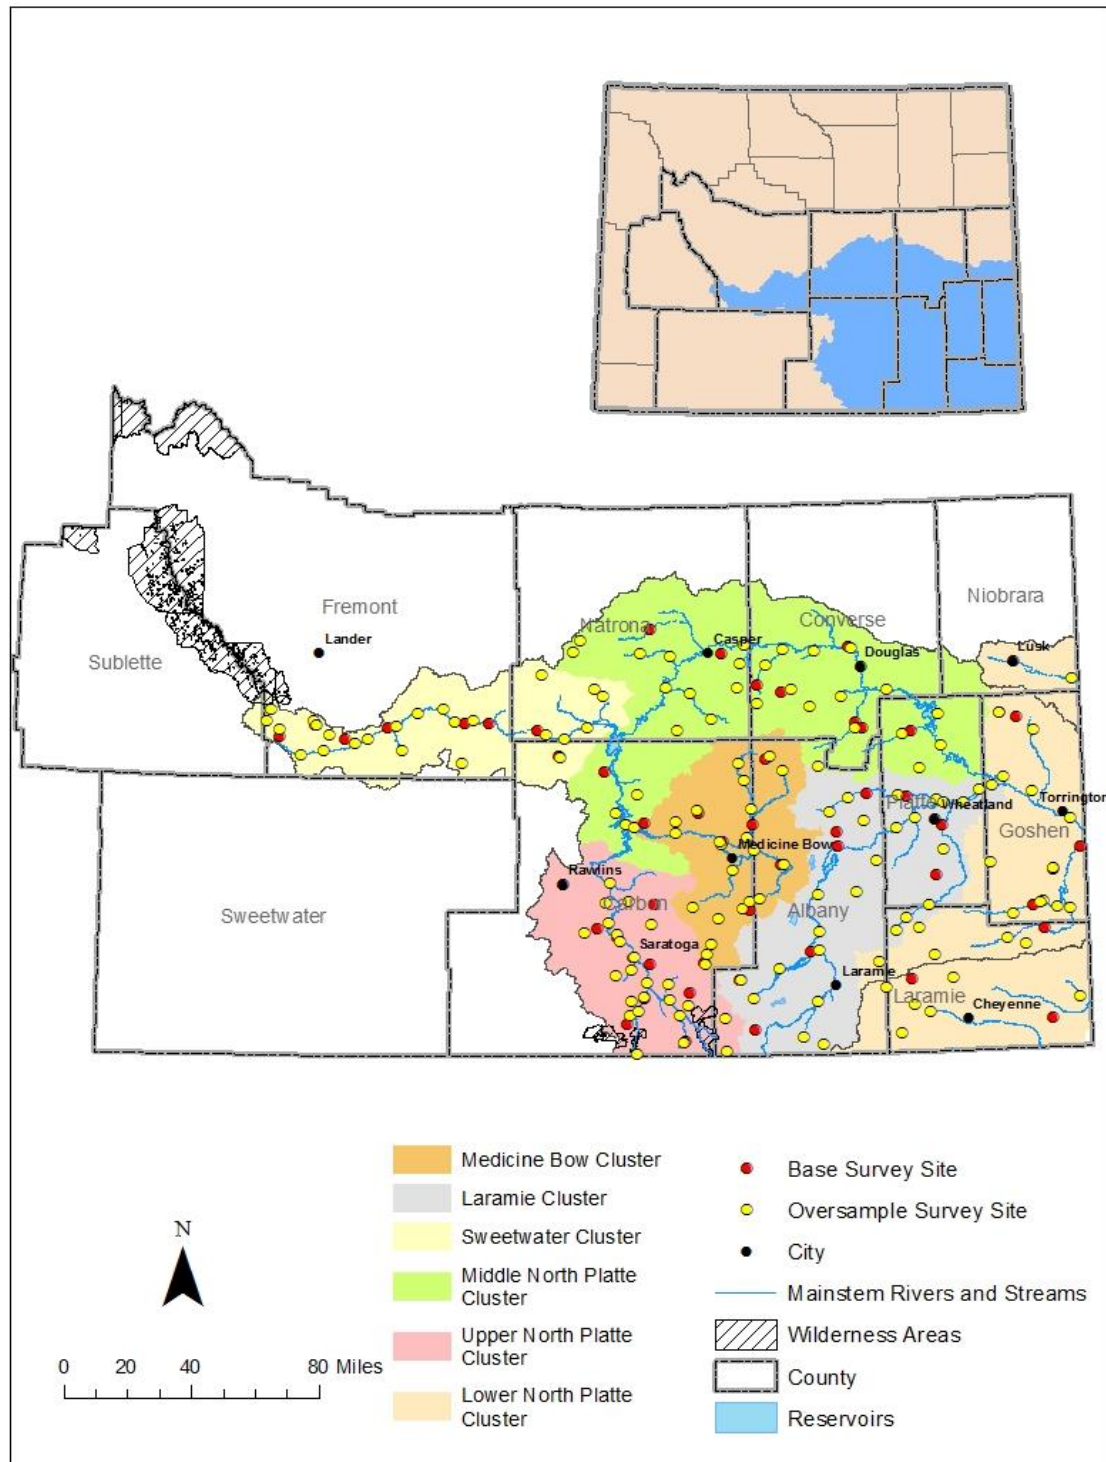 Fremont
Niobrara
Lander
Natrona
Converse
Casper
Lusk
Sublette
Douglas
Platte
Wheatland
Torrington
Goshen
Medicine Bow
Rawlins
Carbon
Albany
Sweetwater
Saratoga
Laramie
Laramie
Cheyenne
Medicine Bow Cluster
Laramie Cluster
Sweetwater Cluster
Middle North Platte
Cluster
Upper North Platte
Cluster
Lower North Platte
Cluster
Base Survey Site
Oversample Survey Site
City
Mainstem Rivers and Streams
Wilderness Areas
County
Reservoirs
N
0 20 40 80 Miles